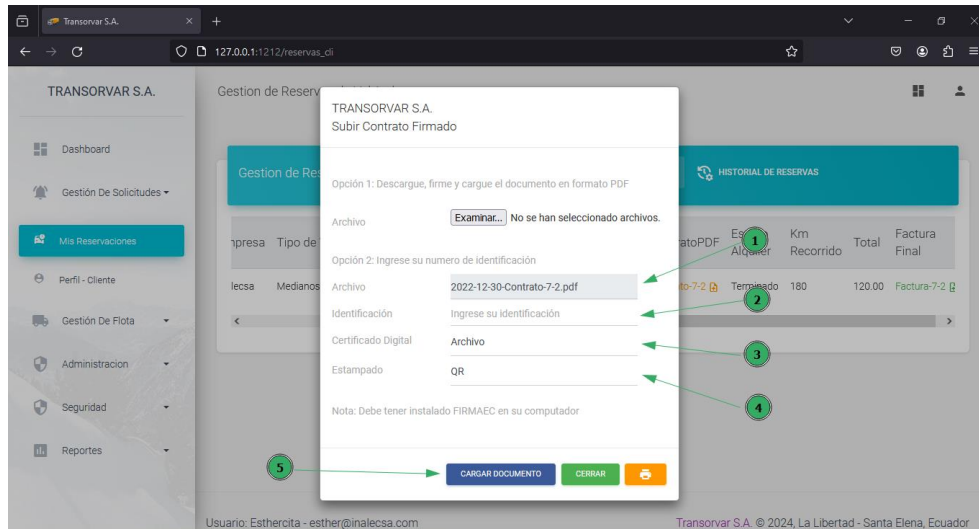 Transorvar S.A.
127.0.0.1:1212/reservas_cli
TRANSORVAR S.A.
Gestion de Reserv
Dashboard
Gestión De Solicitudes
Mis Reservaciones
Perfil - Cliente
Gestión De Flota
Administracion
Seguridad
Reportes
Gestion de Res
HISTORIAL DE RESERVAS
presa Tipo de
atoPDF
Alquiler
Km Recorrido
Total
Factura Final
lecsa Medianos
to-7-2 Terminado 180 120.00 Factura-7-2
TRANSORVAR S.A.
Subir Contrato Firmado
Opción 1: Descargue, firme y cargue el documento en formato PDF
Archivo Examinar... No se han seleccionado archivos.
Opción 2: Ingrese su numero de identificación
Archivo 2022-12-30-Contrato-7-2.pdf
Identificación Ingrese su identificación
Certificado Digital Archivo
Estampado QR
Nota: Debe tener instalado FIRMAEC en su computador
CARGAR DOCUMENTO CERRAR
1
2
3
4
5
Usuario: Esthercita - esther@inalecsa.com
Transorvar S.A. © 2024, La Libertad - Santa Elena, Ecuador